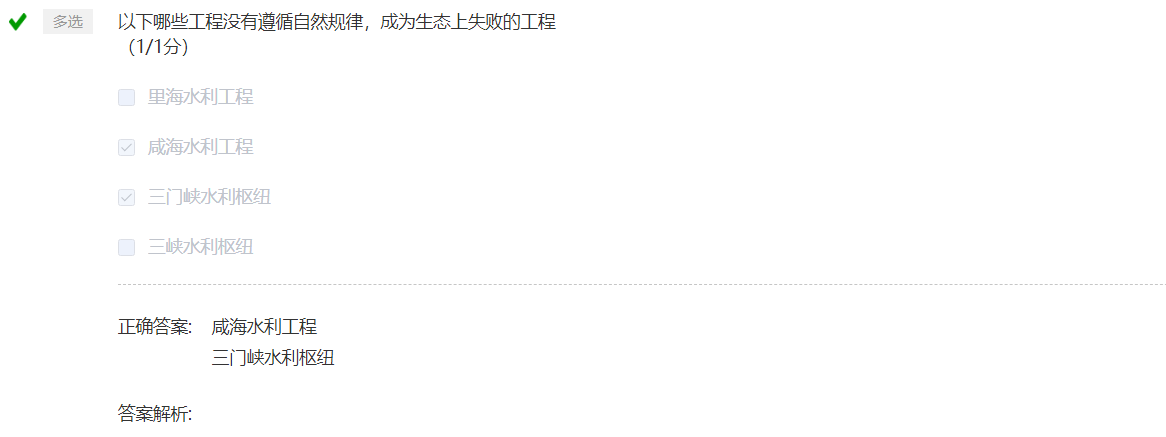 多选 以下哪些工程没有遵循自然规律，成为生态上失败的工程
（1/1分）
里海水利工程
咸海水利工程
三门峡水利枢纽
三峡水利枢纽
正确答案: 咸海水利工程
三门峡水利枢纽
答案解析: